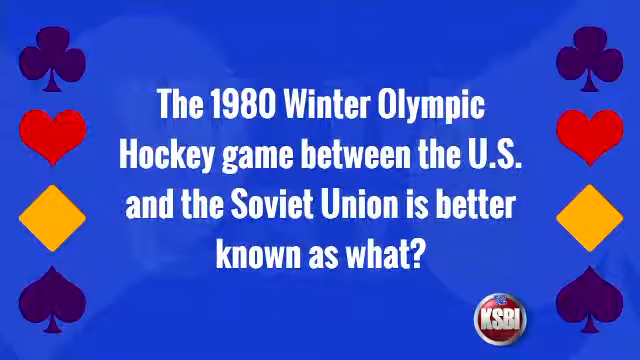 The 1980 Winter Olympic
Hockey game between the U.S.
and the Soviet Union is better
known as what?
KSBI